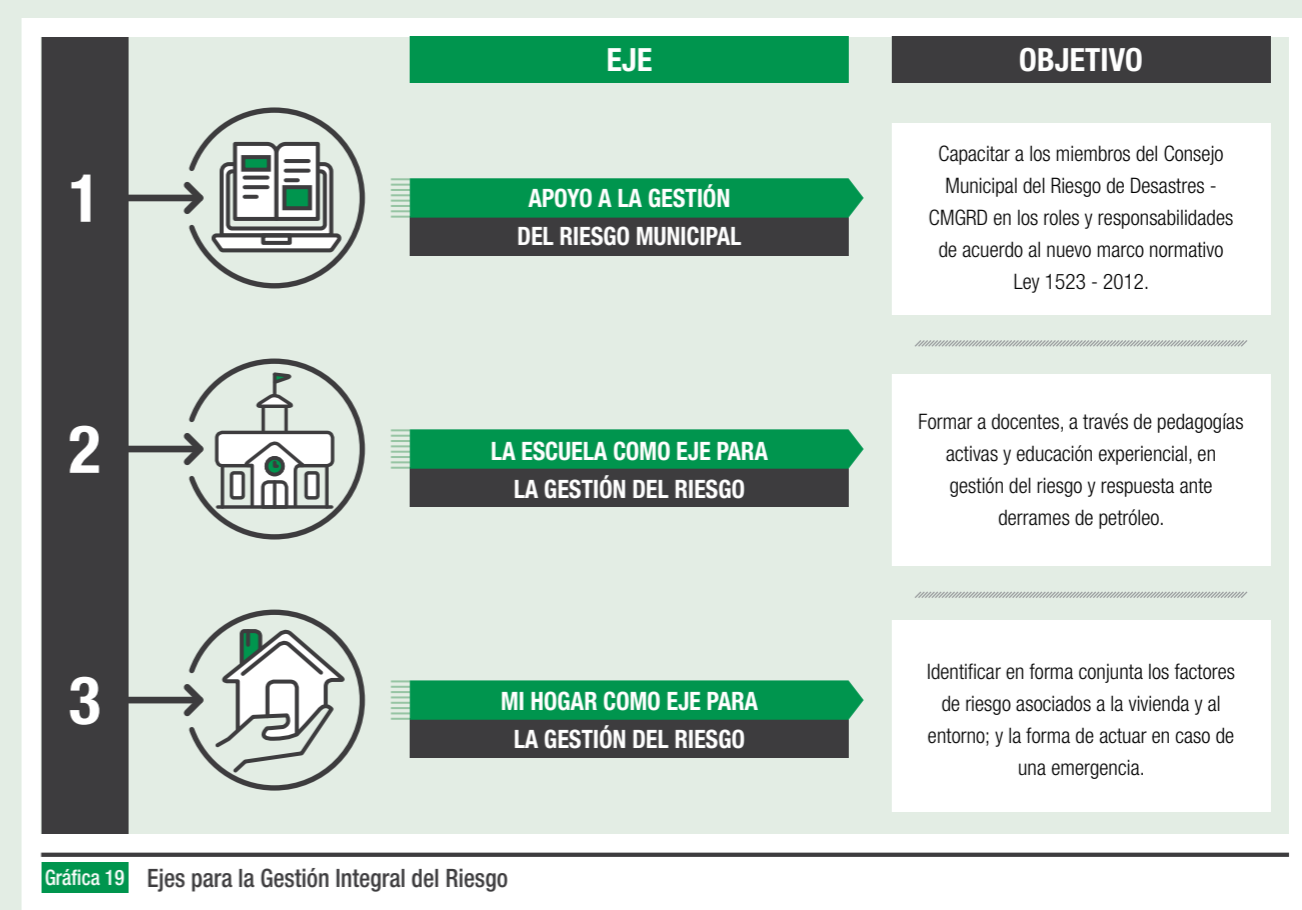 EJE
OBJETIVO
1
APOYO A LA GESTIÓN
DEL RIESGO MUNICIPAL
Capacitar a los miembros del Consejo
Municipal del Riesgo de Desastres -
CMGRD en los roles y responsabilidades
de acuerdo al nuevo marco normativo
Ley 1523 - 2012.
2
LA ESCUELA COMO EJE PARA
LA GESTIÓN DEL RIESGO
Formar a docentes, a través de pedagogías
activas y educación experiencial, en
gestión del riesgo y respuesta ante
derrames de petróleo.
3
MI HOGAR COMO EJE PARA
LA GESTIÓN DEL RIESGO
Identificar en forma conjunta los factores
de riesgo asociados a la vivienda y al
entorno; y la forma de actuar en caso de
una emergencia.
Gráfica 19 Ejes para la Gestión Integral del Riesgo